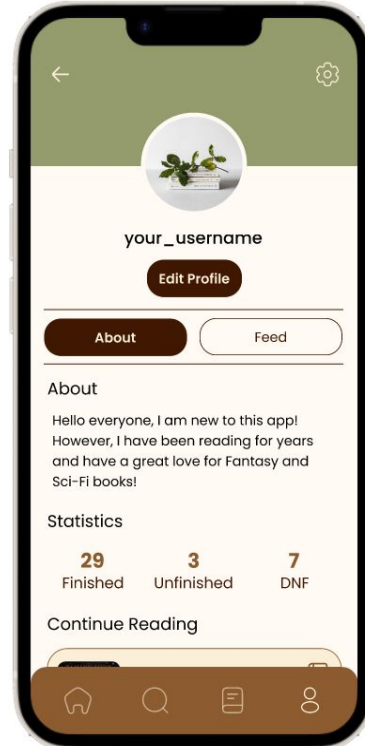 your_username
Edit Profile
About
Feed
About
Hello everyone, I am new to this app!
However, I have been reading for years
and have a great love for Fantasy and
Sci-Fi books!
Statistics
29
3
7
Finished
Unfinished
DNF
Continue Reading